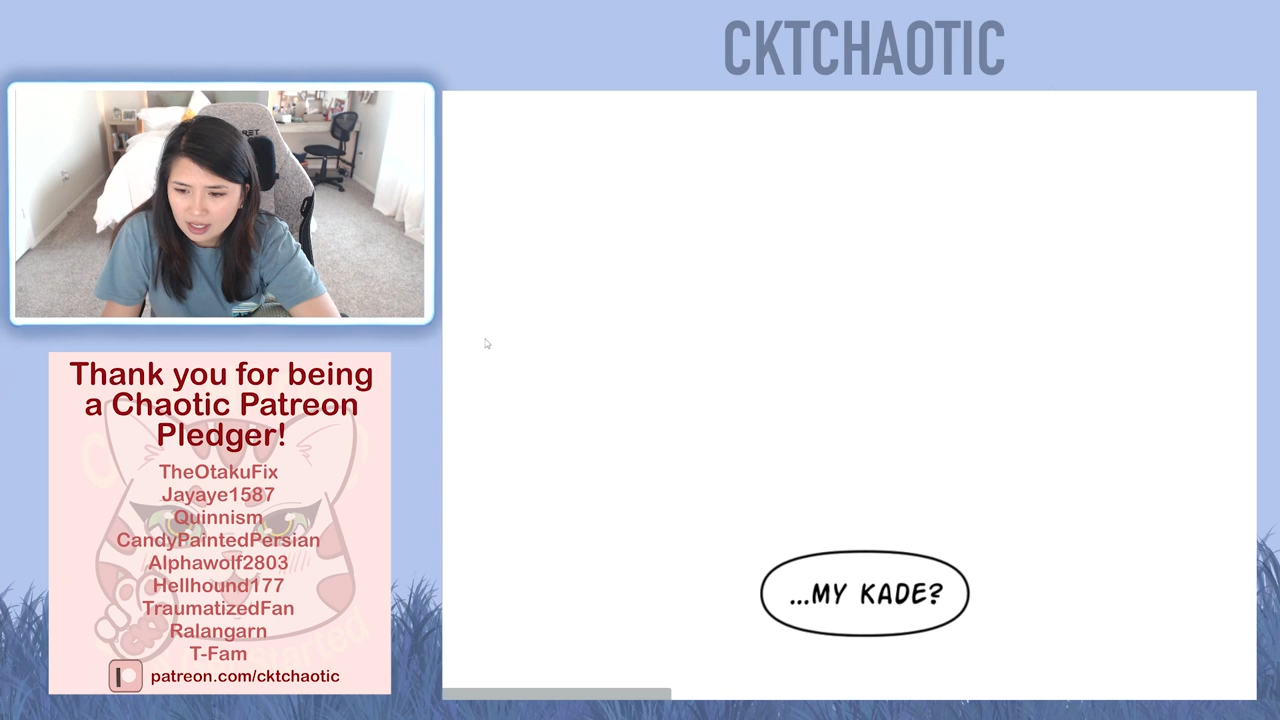 CKTCHAOTIC
Thank you for being
a Chaotic Patreon
Pledger!
TheOtakuFix
Jayaye1587
Quinnism
CandyPaintedPersian
Alphawolf2803
Hellhound177
TraumatizedFan
Ralangarn
T-Fam
patreon.com/cktchaotic
...MY KADE?